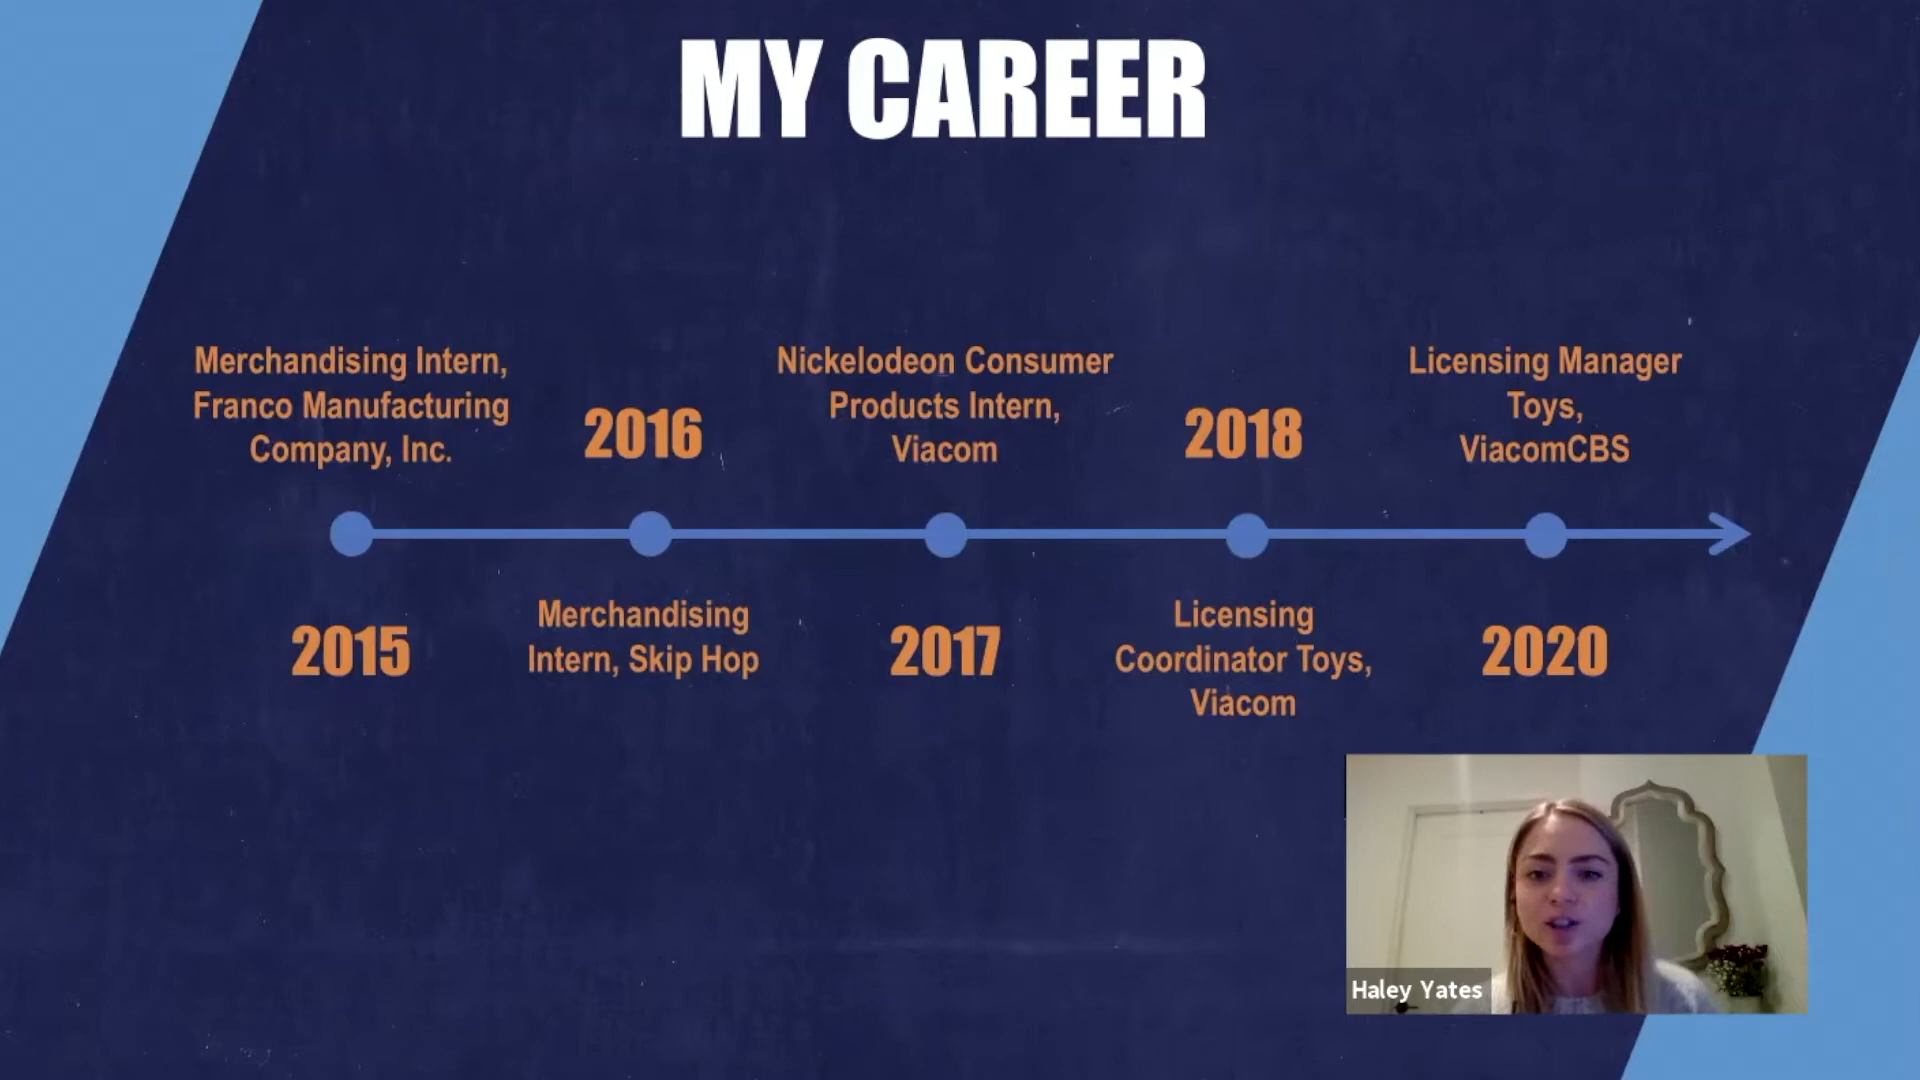 MY CAREER
Merchandising Intern,
Franco Manufacturing
Company, Inc.
2015
2016
Merchandising
Intern, Skip Hop
Nickelodeon Consumer
Products Intern,
Viacom
2017
2018
Licensing
Coordinator Toys,
Viacom
Licensing Manager
Toys,
ViacomCBS
2020
Haley Yates